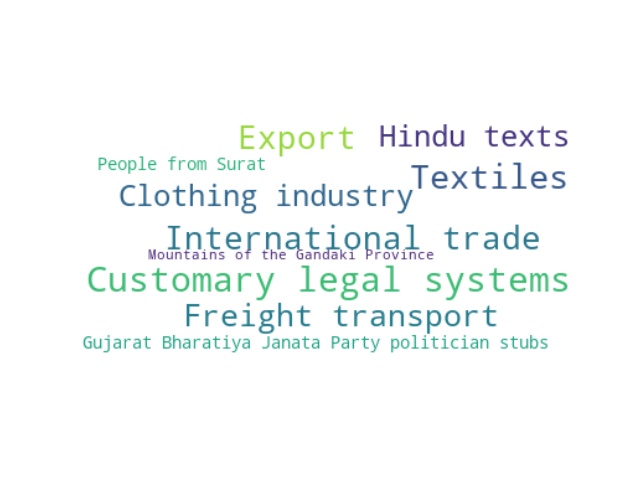 Export
Hindu texts
People from Surat
Textiles
Clothing industry
International trade
Mountains of the Gandaki Province
Customary legal systems
Freight transport
Gujarat Bharatiya Janata Party politician stubs